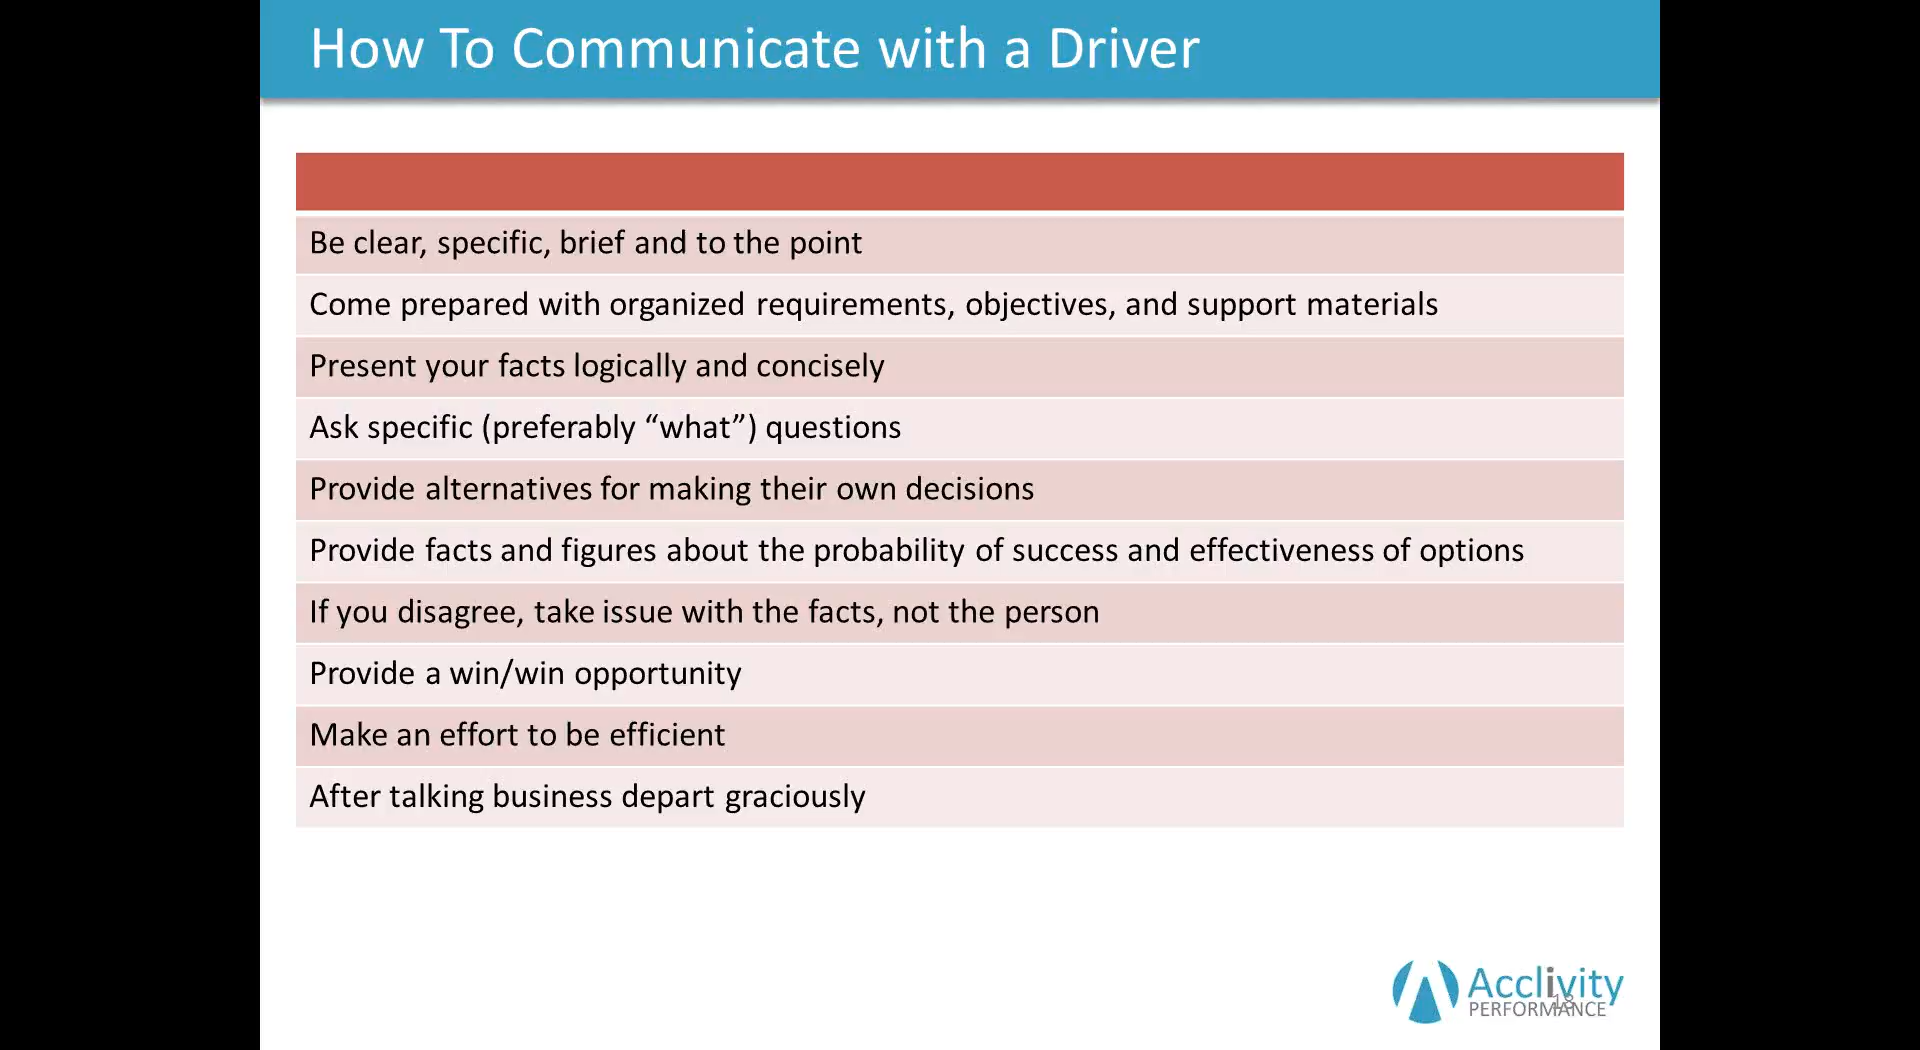 How To Communicate with a Driver
Be clear, specific, brief and to the point
Come prepared with organized requirements, objectives, and support materials
Present your facts logically and concisely
Ask specific (preferably “what”) questions
Provide alternatives for making their own decisions
Provide facts and figures about the probability of success and effectiveness of options
If you disagree, take issue with the facts, not the person
Provide a win/win opportunity
Make an effort to be efficient
After talking business depart graciously
Acclivity
PERFORMANCE
18